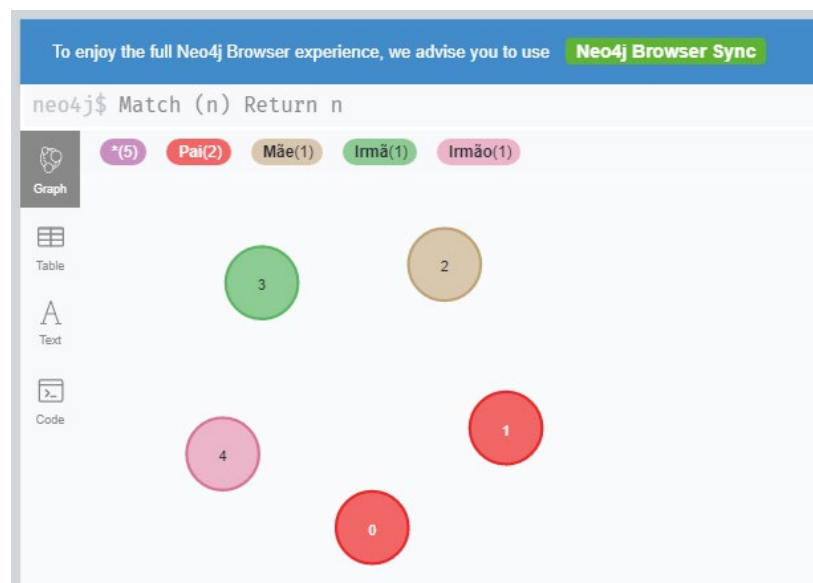 To enjoy the full Neo4j Browser experience, we advise you to use Neo4j Browser Sync
neo4j$ Match (n) Return n
*(5) Pai(2) Mãe(1) Irmã(1) Irmão(1)
Graph
Table
Text
Code
3
2
1
4
0